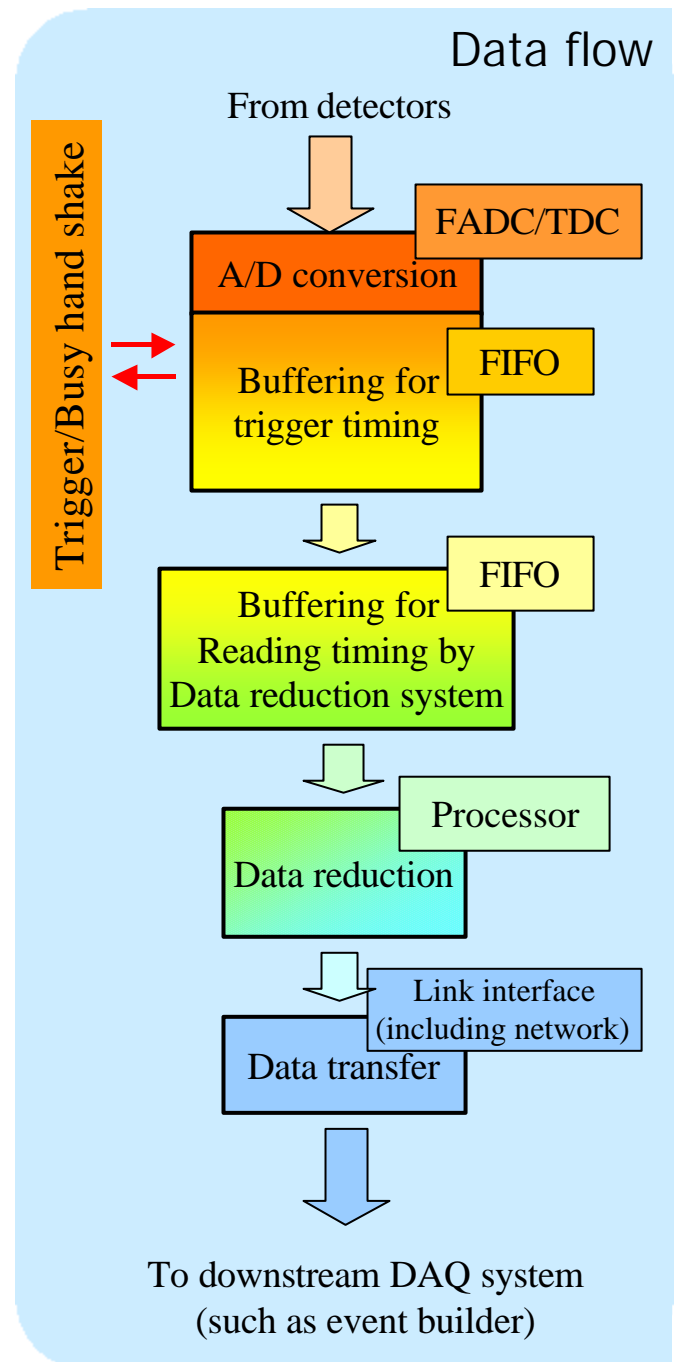 Data flow
From detectors
Trigger/Busy hand shake
FADC/TDC
A/D conversion
FIFO
Buffering for
trigger timing
FIFO
Buffering for
Reading timing by
Data reduction system
Processor
Data reduction
Link interface
(including network)
Data transfer
To downstream DAQ system
(such as event builder)